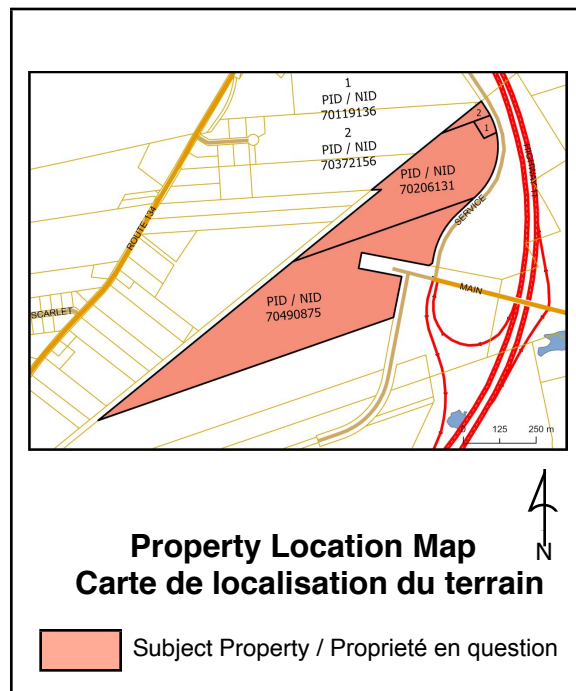 1
PID / NID
70119136
2
PID / NID
70372156
2
1
PID / NID
70206131
HIGHWAY 11
SERVICE
ROUTE 134
MAIN
PID / NID
70490875
SCARLET
0 125 250 m
N
Property Location Map
Carte de localisation du terrain
Subject Property / Proprieté en question